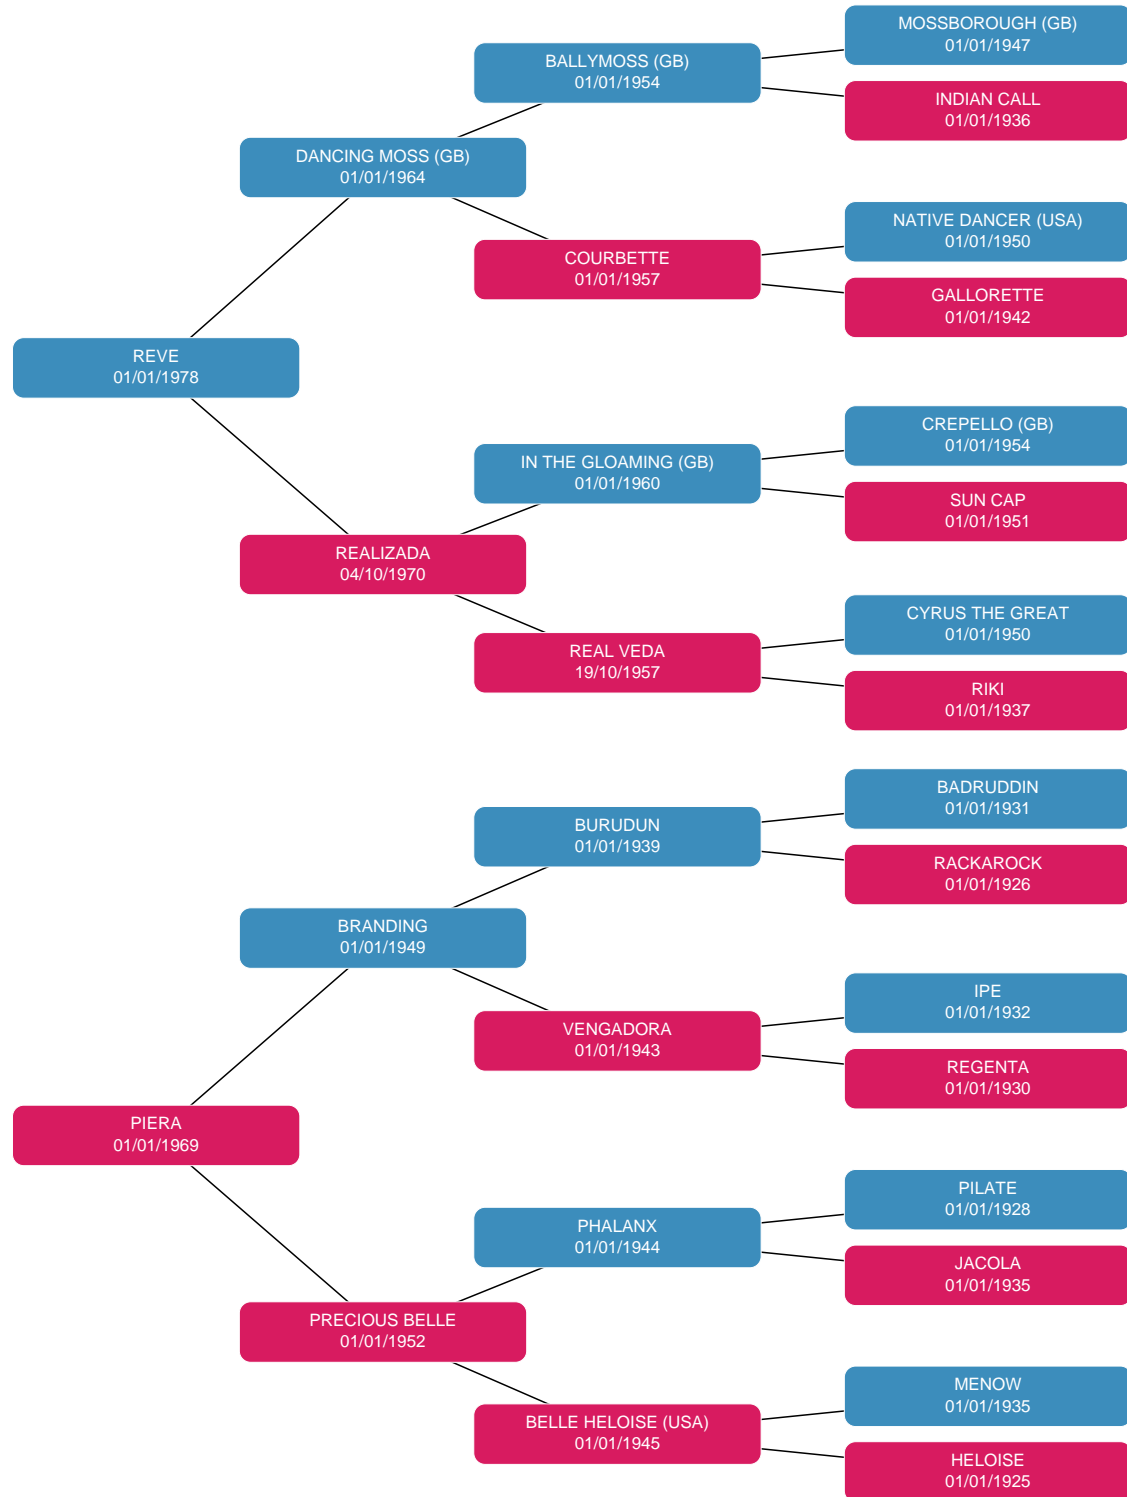 MOSSBOROUGH (GB)
01/01/1947
BALLYMOSS (GB)
01/01/1954
INDIAN CALL
01/01/1936
DANCING MOSS (GB)
01/01/1964
NATIVE DANCER (USA)
01/01/1950
COURBETTE
01/01/1957
GALLORETTE
01/01/1942
REVE
01/01/1978
CREPELLO (GB)
01/01/1954
IN THE GLOAMING (GB)
01/01/1960
SUN CAP
01/01/1951
REALIZADA
04/10/1970
CYRUS THE GREAT
01/01/1950
REAL VEDA
19/10/1957
RIKI
01/01/1937
BADRUDDIN
01/01/1931
BURUDUN
01/01/1939
RACKAROCK
01/01/1926
BRANDING
01/01/1949
IPE
01/01/1932
VENGADORA
01/01/1943
REGENTA
01/01/1930
PIERA
01/01/1969
PILATE
01/01/1928
PHALANX
01/01/1944
JACOLA
01/01/1935
PRECIOUS BELLE
01/01/1952
MENOW
01/01/1935
BELLE HELOISE (USA)
01/01/1945
HELOISE
01/01/1925